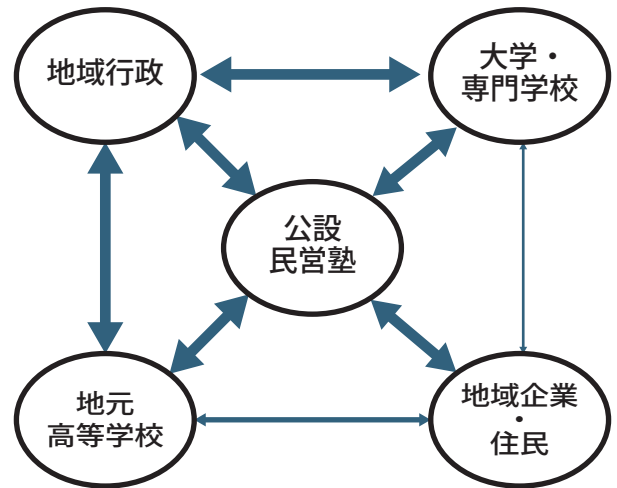 地域行政
大学・
専門学校
公設
民営塾
地元
高等学校
地域企業
・
住民